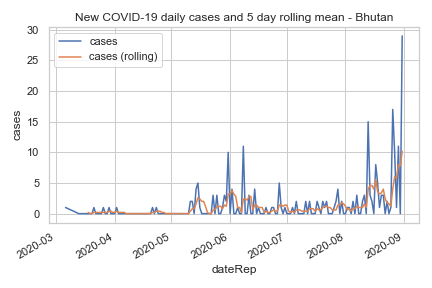 New COVID-19 daily cases and 5 day rolling mean - Bhutan
cases
cases (rolling)
cases
30
25
20
15
10
5
0
2020-03
2020-04
2020-05
2020-06
2020-07
2020-08
2020-09
dateRep